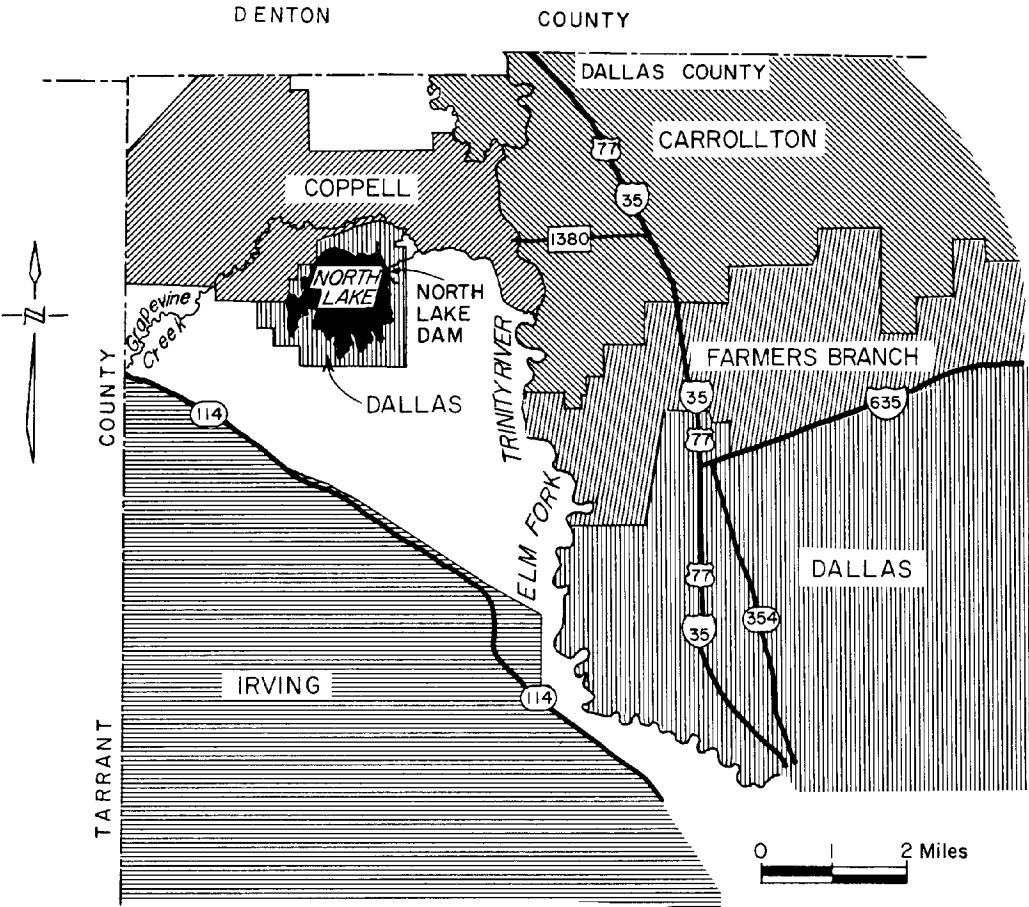 DENTON COUNTY
DALLAS COUNTY
77
CARROLLTON
COPPELL
35
1380
NORTH
LAKE
NORTH
LAKE
DAM
Grapevine
Creek
N
TRINITY RIVER
FARMERS BRANCH
DALLAS
35
635
114
77
COUNTY
ELM FORK
DALLAS
77
354
35
IRVING
114
TARRANT
0 1 2 Miles